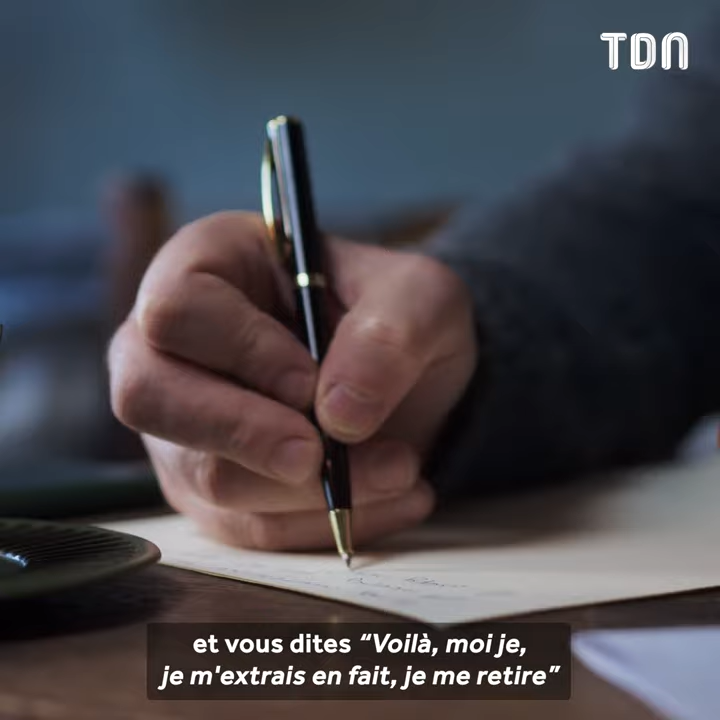 TDN
et vous dites “Voilà, moi je,
je m'extrais en fait, je me retire”